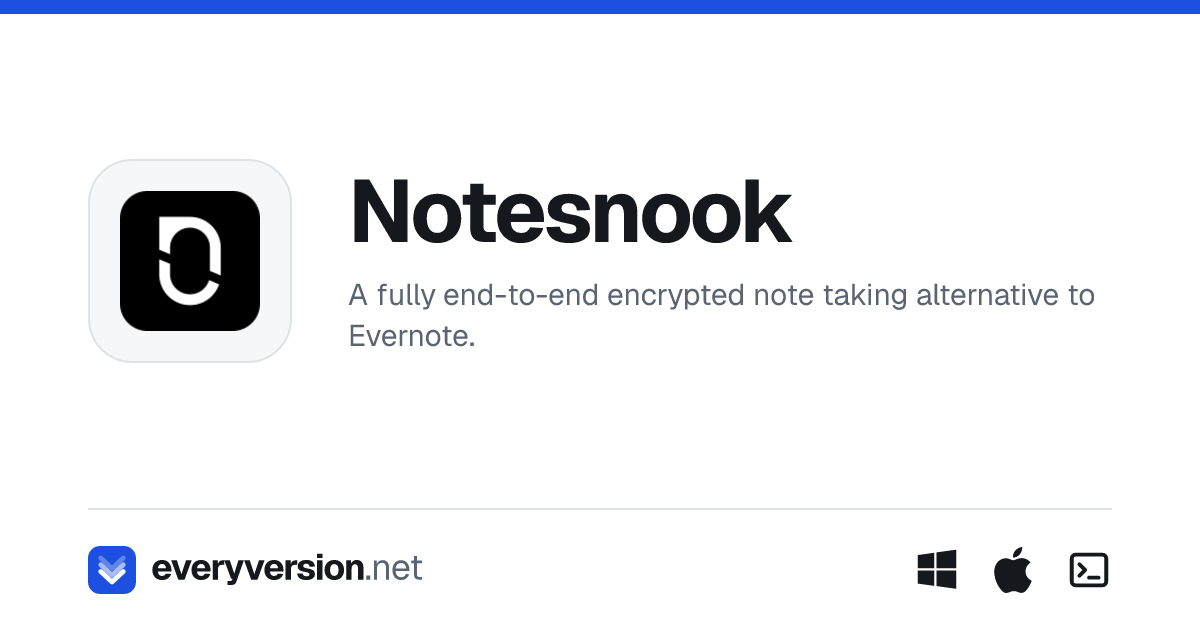 Notesnook
A fully end-to-end encrypted note taking alternative to
Evernote.
everyversion.net